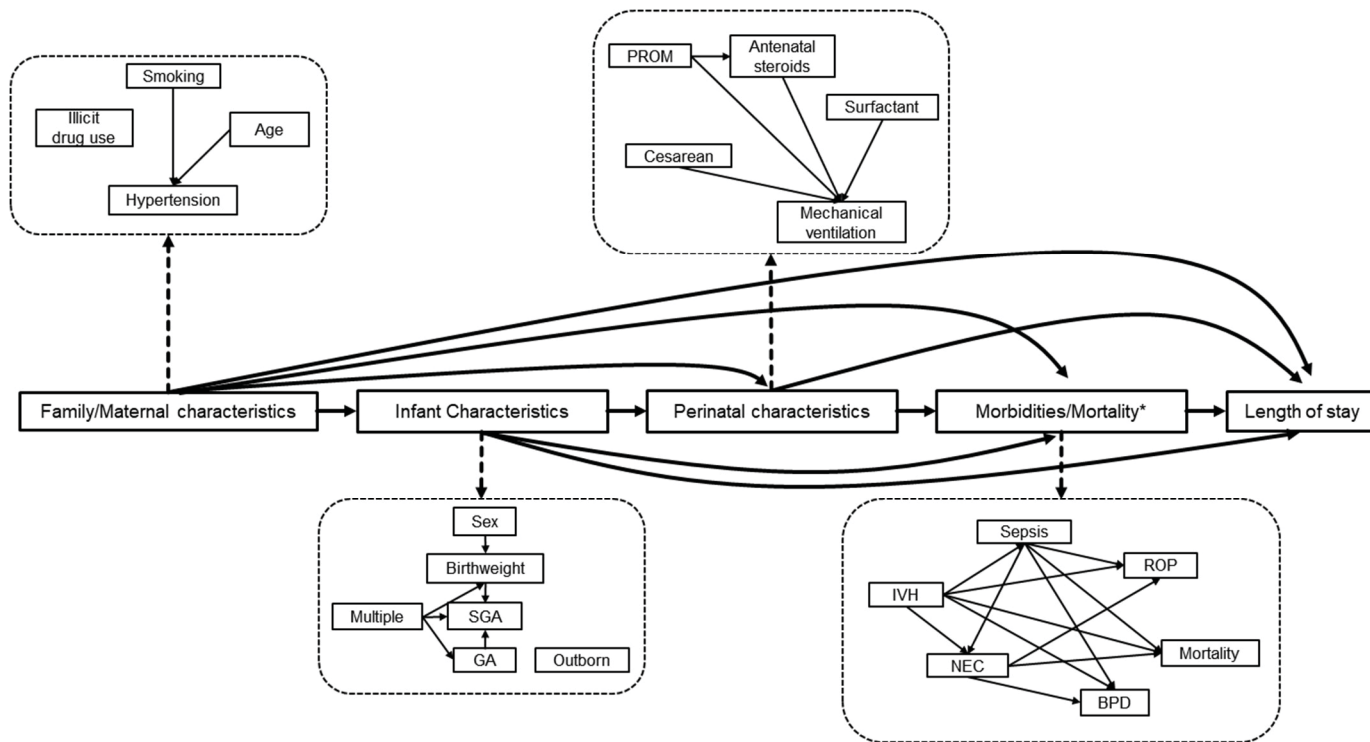 Smoking
Illicit
drug use
Age
Hypertension
PROM
Antenatal
steroids
Surfactant
Cesarean
Mechanical
ventilation
Family/Maternal characteristics
Infant Characteristics
Perinatal characteristics
Morbidities/Mortality*
Length of stay
Sex
Birthweight
Multiple
SGA
GA
Outborn
Sepsis
ROP
IVH
Mortality
NEC
BPD